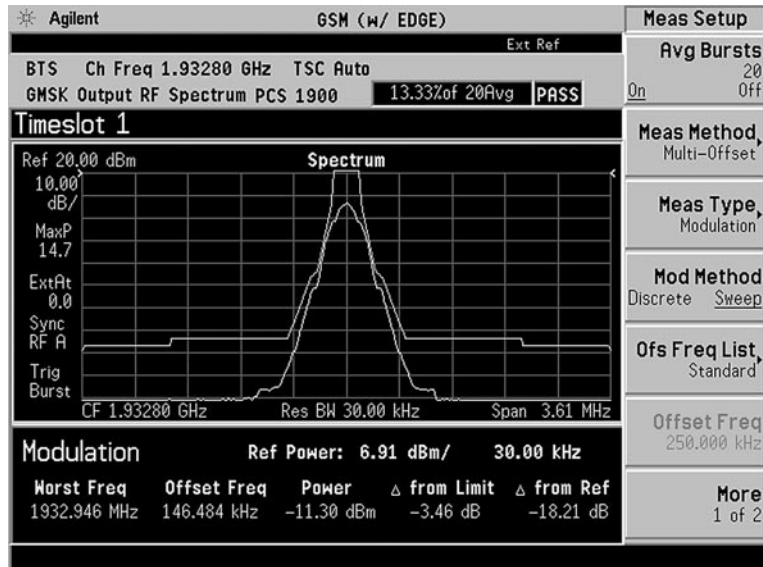 Agilent GSM (w/ EDGE) Meas Setup
Ext Ref
BTS Ch Freq 1.93280 GHz TSC Auto
GMSK Output RF Spectrum PCS 1900 13.33%of 20Avg PASS
Timeslot 1
Ref 20.00 dBm Spectrum
10.00
dB/
MaxP
14.7
ExtAt
0.0
Sync
RF A
Trig
Burst
CF 1.93280 GHz Res BW 30.00 kHz Span 3.61 MHz
Modulation Ref Power: 6.91 dBm/ 30.00 kHz
Worst Freq Offset Freq Power △ from Limit △ from Ref
1932.946 MHz 146.484 kHz -11.30 dBm -3.46 dB -18.21 dB
Avg Bursts
20
On Off
Meas Method
Multi-Offset
Meas Type
Modulation
Mod Method
Discrete Sweep
Ofs Freq List
Standard
Offset Freq
250.000 kHz
More
1 of 2